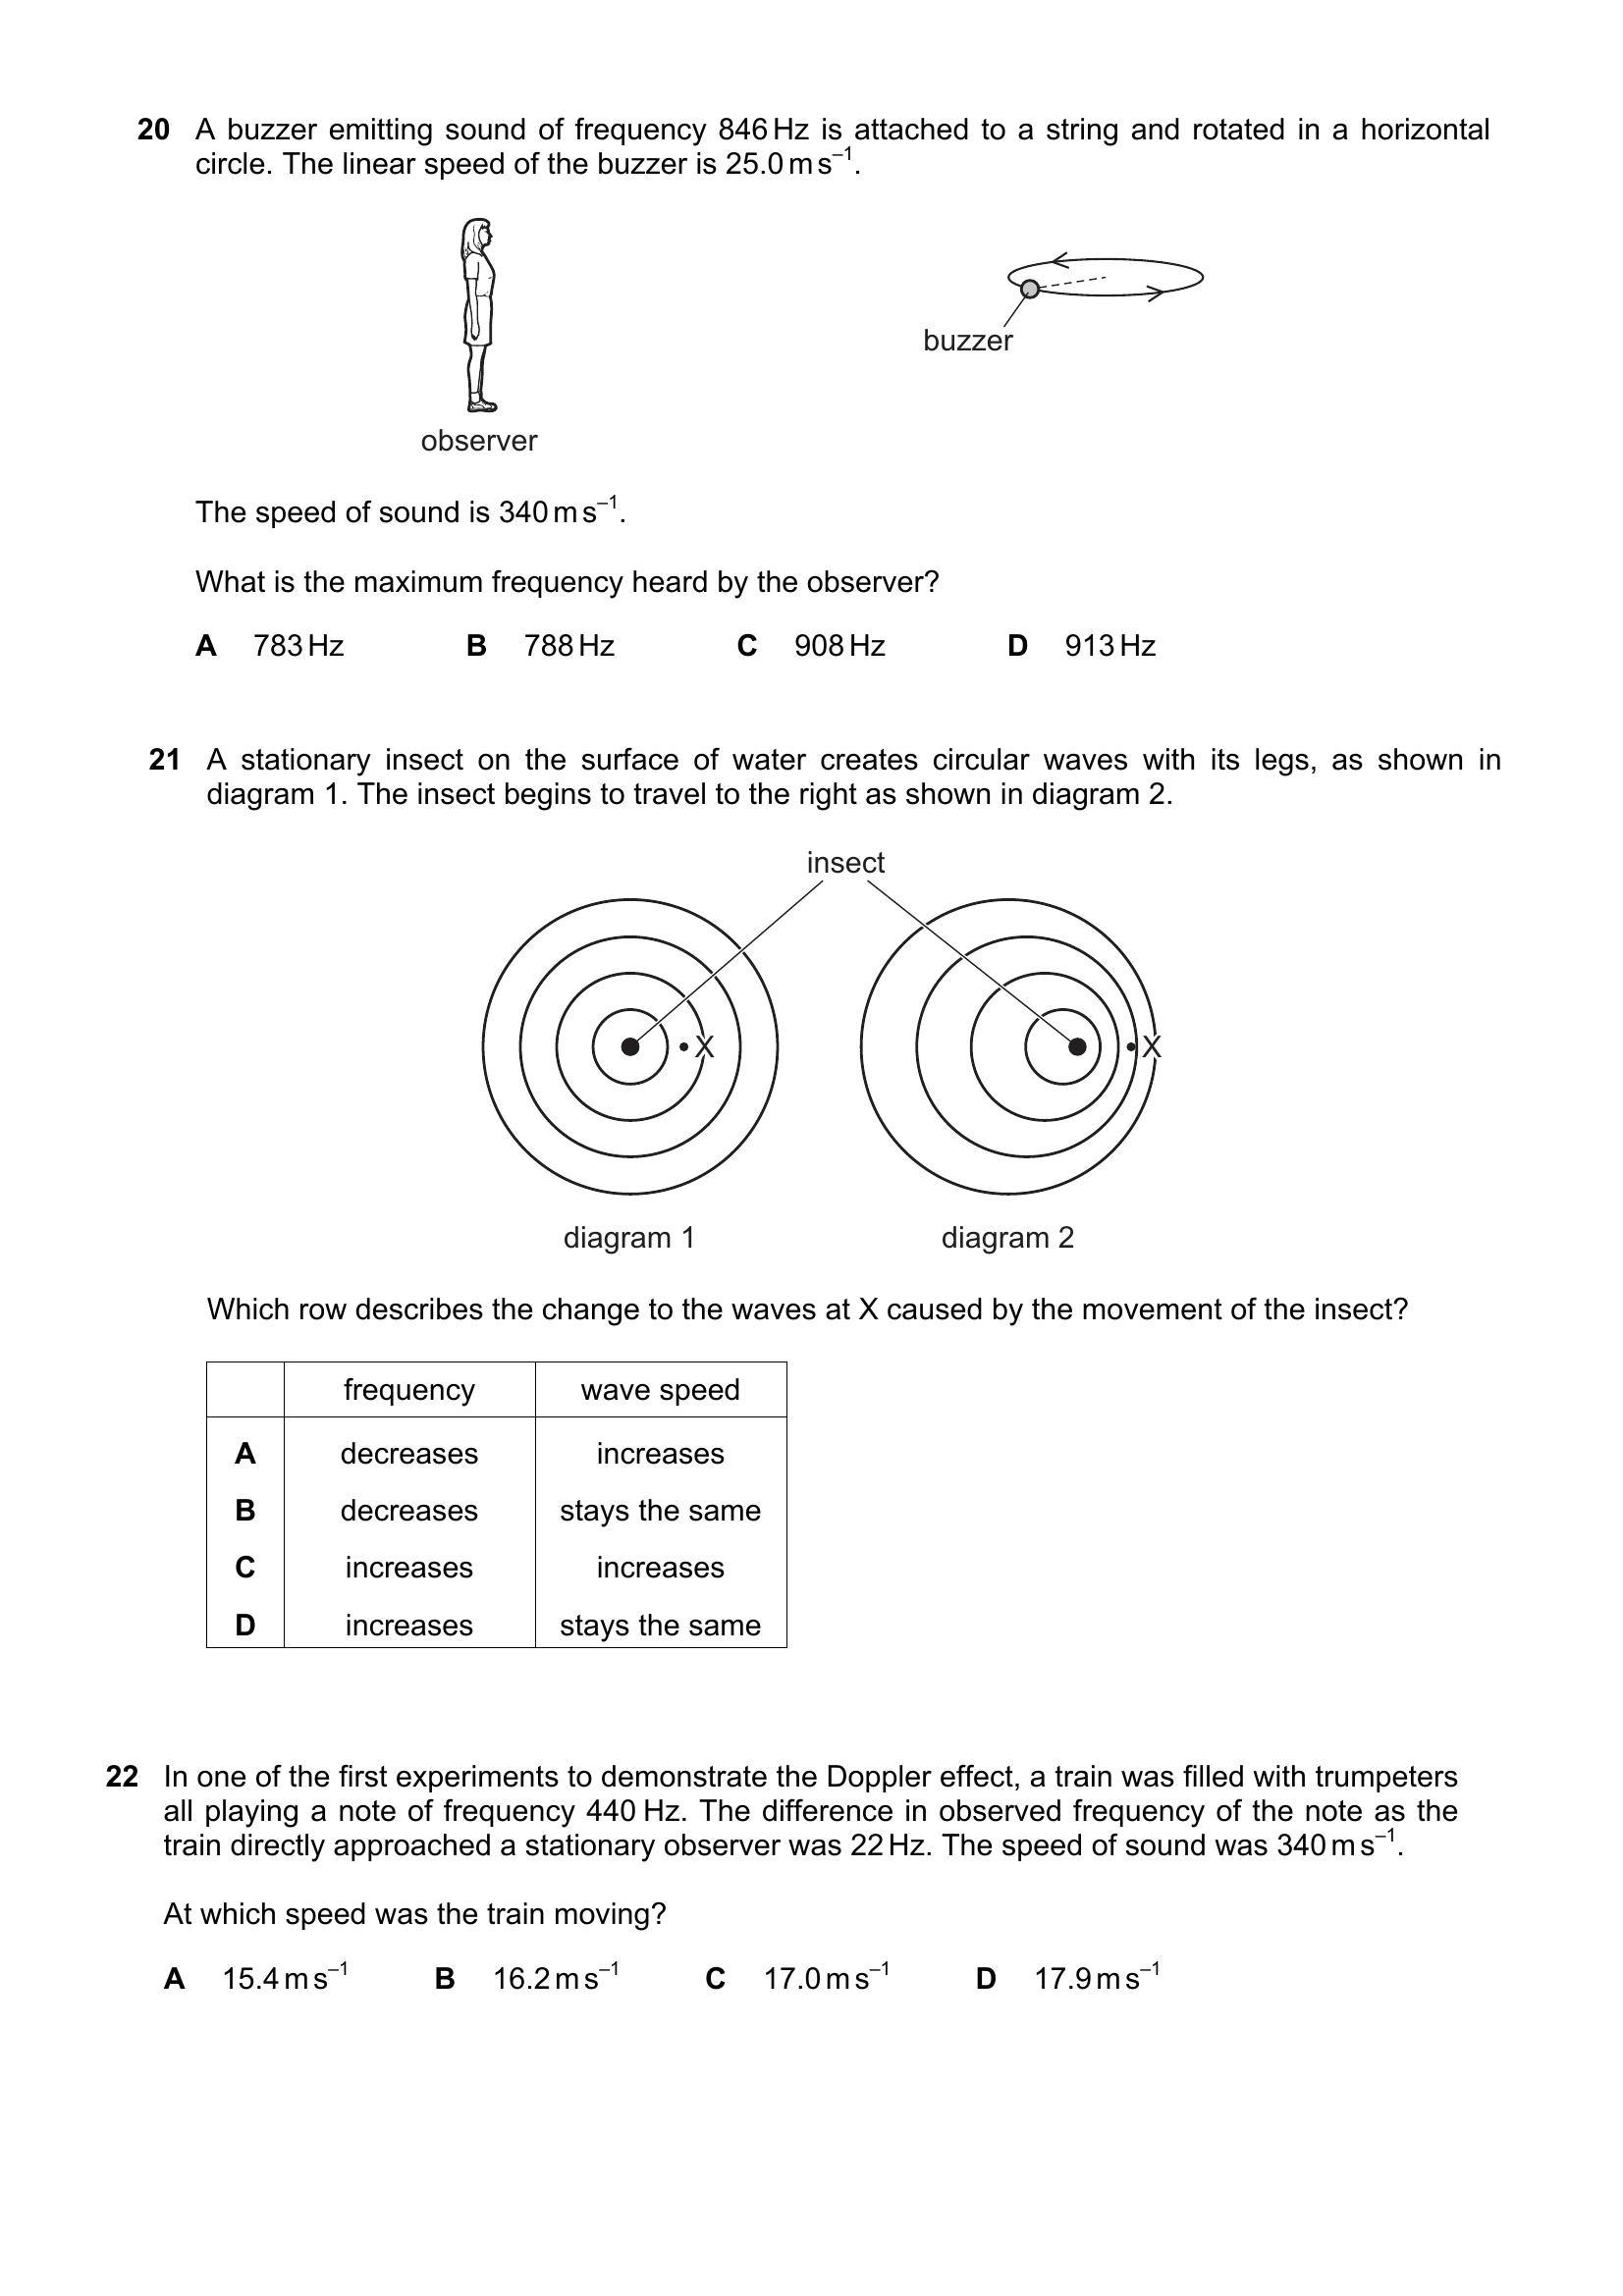 20 A buzzer emitting sound of frequency 846 Hz is attached to a string and rotated in a horizontal
circle. The linear speed of the buzzer is 25.0 m s⁻¹.
buzzer
observer
The speed of sound is 340 m s⁻¹.
What is the maximum frequency heard by the observer?
A 783 Hz B 788 Hz C 908 Hz D 913 Hz
21 A stationary insect on the surface of water creates circular waves with its legs, as shown in
diagram 1. The insect begins to travel to the right as shown in diagram 2.
insect
X X
diagram 1 diagram 2
Which row describes the change to the waves at X caused by the movement of the insect?
frequency wave speed
A decreases increases
B decreases stays the same
C increases increases
D increases stays the same
22 In one of the first experiments to demonstrate the Doppler effect, a train was filled with trumpeters
all playing a note of frequency 440 Hz. The difference in observed frequency of the note as the
train directly approached a stationary observer was 22 Hz. The speed of sound was 340 m s⁻¹.
At which speed was the train moving?
A 15.4 m s⁻¹ B 16.2 m s⁻¹ C 17.0 m s⁻¹ D 17.9 m s⁻¹